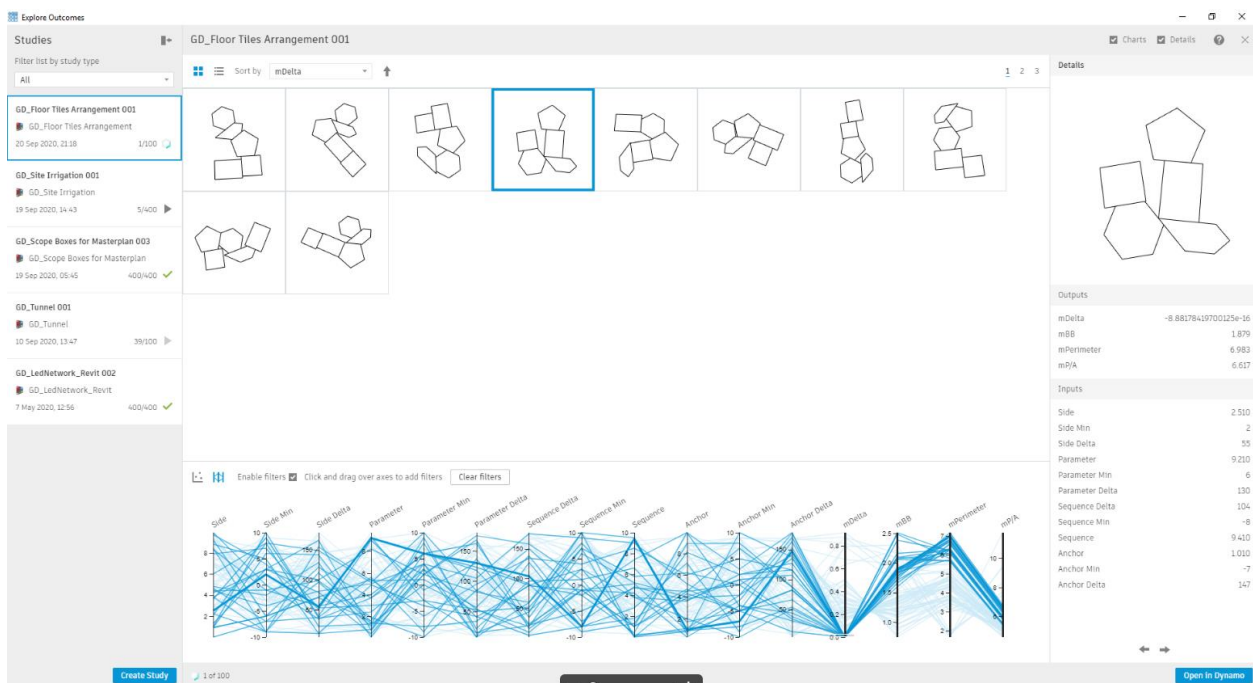 Explore Outcomes
Studies
Filter list by study type
All
GD_Floor Tiles Arrangement 001
GD_Floor Tiles Arrangement
20 Sep 2020, 21:18 1/100
GD_Site Irrigation 001
GD_Site Irrigation
19 Sep 2020, 14:43 5/400
GD_Scope Boxes for Masterplan 003
GD_Scope Boxes for Masterplan
19 Sep 2020, 05:45 400/400
GD_Tunnel 001
GD_Tunnel
10 Sep 2020, 13:47 39/100
GD_LedNetwork_Revit 002
GD_LedNetwork_Revit
7 May 2020, 12:56 400/400
Create Study
GD_Floor Tiles Arrangement 001
Charts Details
Sort by mDelta
1 2 3
Enable filters Click and drag over axes to add filters Clear filters
Side Side Min Side Delta Parameter Parameter Min Parameter Delta Sequence Delta Sequence Min Sequence Anchor Anchor Min Anchor Delta mDelta mBB mPerimeter mP/A
1 of 100
Details
Outputs
mDelta -8.88178419700125e-16
mBB 1.879
mPerimeter 6.983
mP/A 6.617
Inputs
Side 2.510
Side Min 2
Side Delta 55
Parameter 9.210
Parameter Min 6
Parameter Delta 130
Sequence Delta 104
Sequence Min -8
Sequence 9.410
Anchor 1.010
Anchor Min -7
Anchor Delta 147
Open in Dynamo